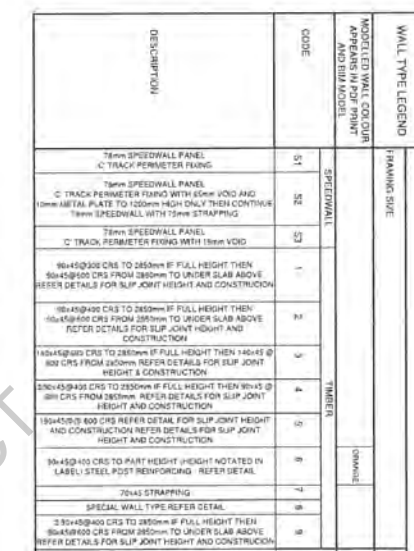 WALL TYPE LEGEND
MODELLED WALL COLOUR
APPEARS IN PDF PRINT
AND BIM MODEL
FRAMING SIZE
CODE
DESCRIPTION
SPEEDWALL
S1
78mm SPEEDWALL PANEL
C' TRACK PERIMETER FIXING
S2
78mm SPEEDWALL PANEL
C' TRACK PERIMETER FIXING WITH 65mm VOID AND
10mm METAL PLATE TO 1200mm HIGH ONLY THEN CONTINUE
78mm SPEEDWALL WITH 75mm STRAPPING
S3
78mm SPEEDWALL PANEL
C' TRACK PERIMETER FIXING WITH 18mm VOID
TIMBER
1
90x45@300 CRS TO 2850mm IF FULL HEIGHT THEN
90x45@600 CRS FROM 2850mm TO UNDER SLAB ABOVE
REFER DETAILS FOR SLIP JOINT HEIGHT AND CONSTRUCION
2
90x45@400 CRS TO 2850mm IF FULL HEIGHT THEN
90x45@600 CRS FROM 2850mm TO UNDER SLAB ABOVE
REFER DETAILS FOR SLIP JOINT HEIGHT AND
CONSTRUCTION
3
140x45@600 CRS TO 2850mm IF FULL HEIGHT THEN 140x45 @
600 CRS FROM 2850mm REFER DETAILS FOR SLIP JOINT
HEIGHT & CONSTRUCTION
4
2/90x45@400 CRS TO 2850mm IF FULL HEIGHT THEN 90x45 @
600 CRS FROM 2850mm REFER DETAILS FOR SLIP JOINT
HEIGHT AND CONSTRUCTION
5
190x45@ 600 CRS REFER DETAIL FOR SLIP JOINT HEIGHT
AND CONSTRUCTION REFER DETAILS FOR SLIP JOINT
HEIGHT AND CONSTRUCTION
ORANGE
6
90x45@400 CRS TO PART HEIGHT (HEIGHT NOTATED IN
LABEL) STEEL POST REINFORCING - REFER DETAIL
7
70x45 STRAPPING
8
SPECIAL WALL TYPE REFER DETAIL
9
2/90x45@400 CRS TO 2850mm IF FULL HEIGHT THEN
90x45@600 CRS FROM 2850mm TO UNDER SLAB ABOVE
REFER DETAILS FOR SLIP JOINT HEIGHT AND CONSTRUCTION